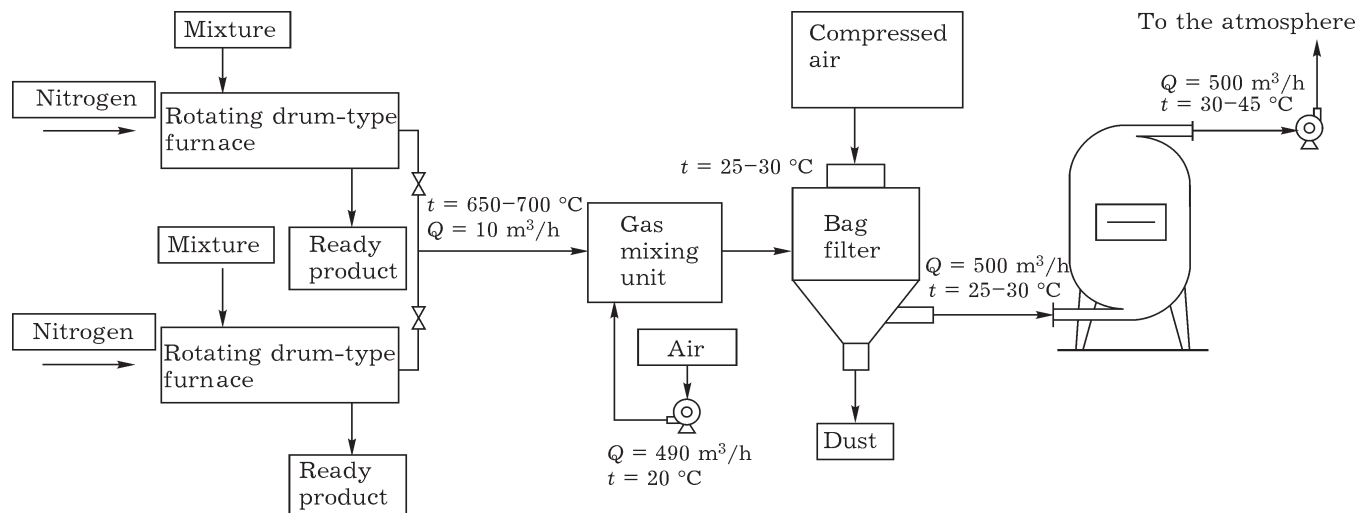 Mixture
Nitrogen
Rotating drum-type
furnace
Ready
product
Mixture
Nitrogen
Rotating drum-type
furnace
Ready
product
t = 650–700 °C
Q = 10 m³/h
Gas
mixing
unit
Air
Q = 490 m³/h
t = 20 °C
Compressed
air
t = 25–30 °C
Bag
filter
Dust
Q = 500 m³/h
t = 25–30 °C
To the atmosphere
Q = 500 m³/h
t = 30–45 °C